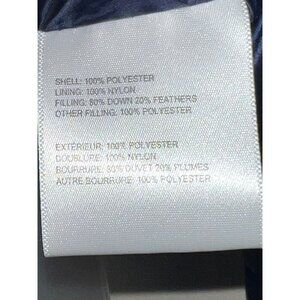 SHELL: 100% POLYESTER
LINING: 100% NYLON
FILLING: 80% DOWN 20% FEATHERS
OTHER FILLING: 100% POLYESTER
EXTÉRIEUR: 100% POLYESTER
DOUBLURE: 100% NYLON
BOURRURE: 80% DUVET 20% PLUMES
AUTRE BOURRURE: 100% POLYESTER